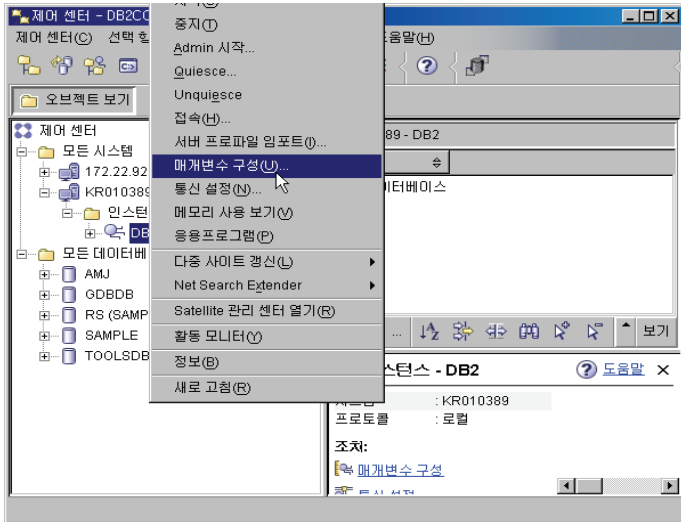 제어 센터 - DB2CO
제어 센터(C) 선택
움말(H)
오브젝트 보기
제어 센터
모든 시스템
172.22.92
KR010389
인스턴
DB
모든 데이터베
AMJ
GDBDB
RS (SAMP
SAMPLE
TOOLSDB
중지(T)
Admin 시작...
Quiesce...
Unquiesce
접속(H)...
서버 프로파일 임포트(I)...
매개변수 구성(U)...
통신 설정(N)...
메모리 사용 보기(V)
응용프로그램(P)
다중 사이트 갱신(L)
Net Search Extender
Satellite 관리 센터 열기(R)
활동 모니터(Y)
정보(B)
새로 고침(R)
89 - DB2
이터베이스
... 보기
스턴스 - DB2
도움말
: KR010389
프로토콜 : 로컬
조처:
매개변수 구성